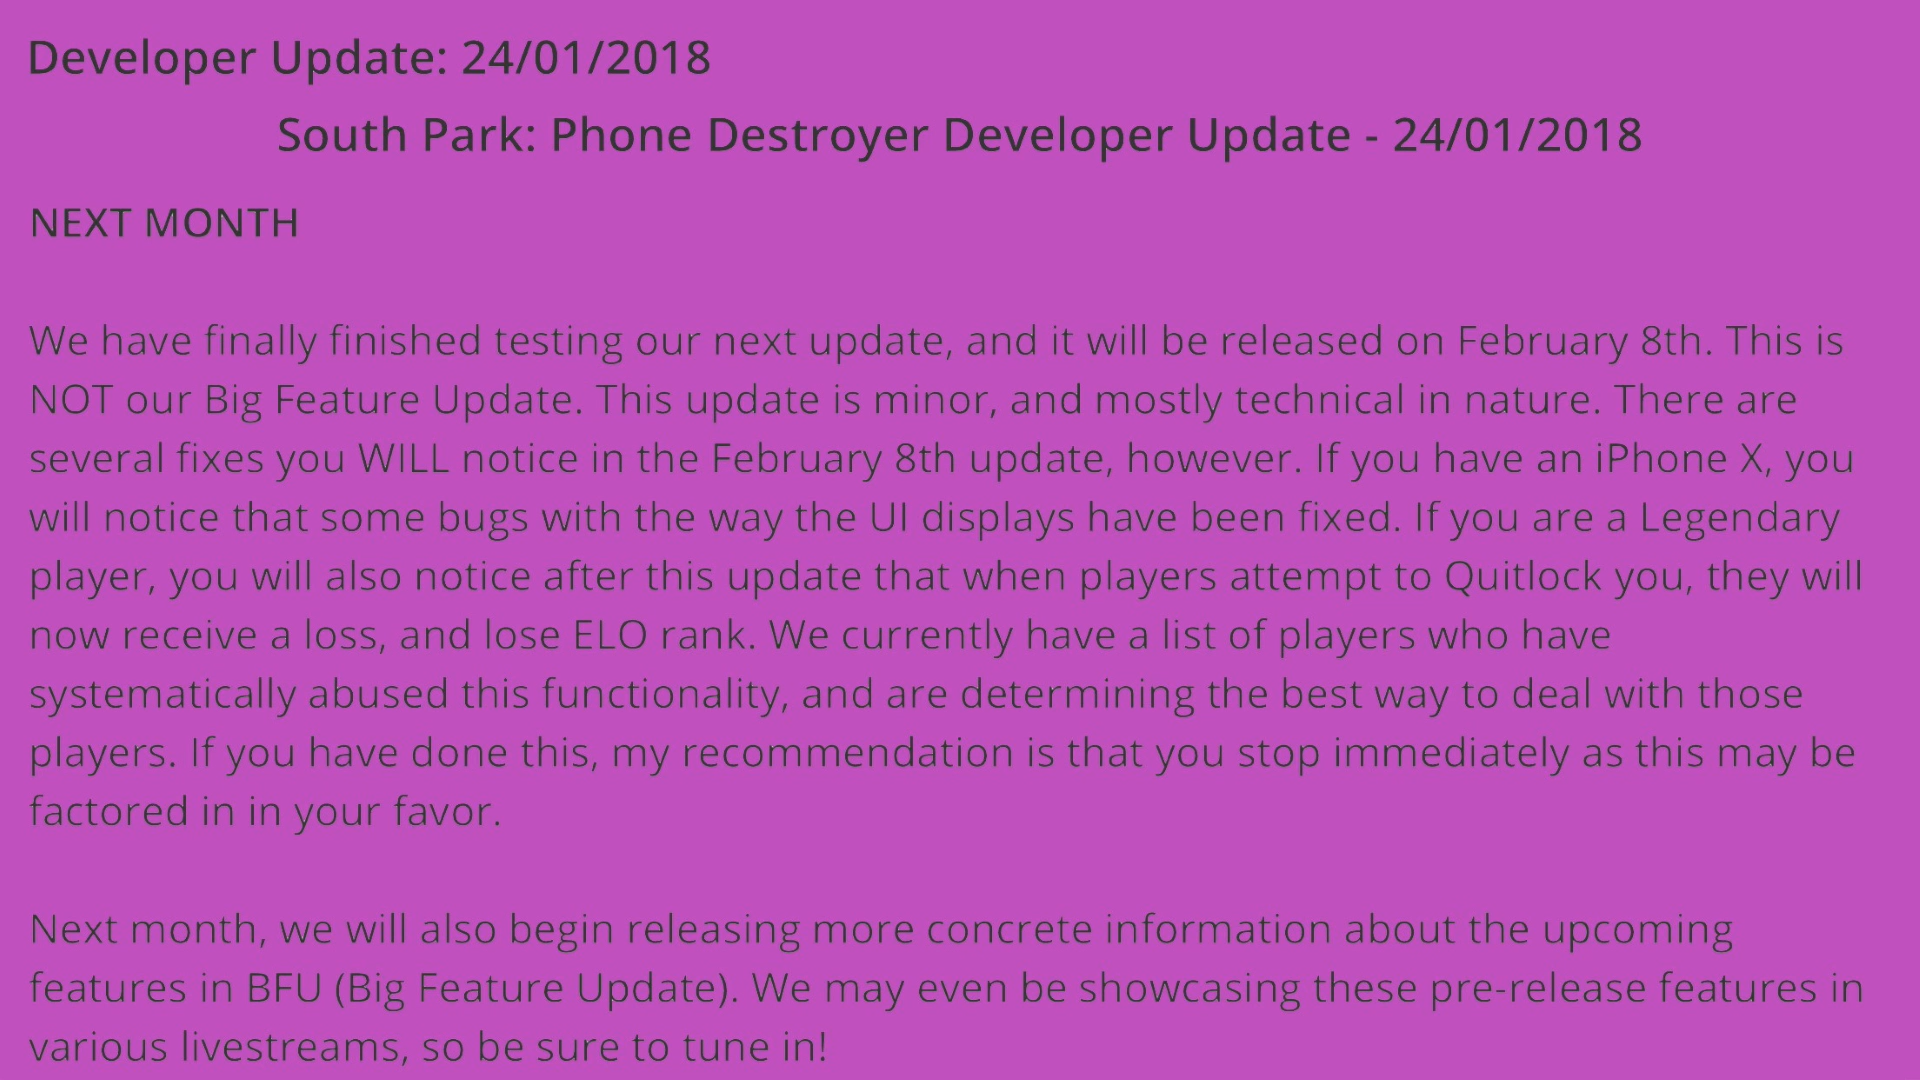 Developer Update: 24/01/2018
South Park: Phone Destroyer Developer Update - 24/01/2018
NEXT MONTH
We have finally finished testing our next update, and it will be released on February 8th. This is
NOT our Big Feature Update. This update is minor, and mostly technical in nature. There are
several fixes you WILL notice in the February 8th update, however. If you have an iPhone X, you
will notice that some bugs with the way the UI displays have been fixed. If you are a Legendary
player, you will also notice after this update that when players attempt to Quitlock you, they will
now receive a loss, and lose ELO rank. We currently have a list of players who have
systematically abused this functionality, and are determining the best way to deal with those
players. If you have done this, my recommendation is that you stop immediately as this may be
factored in in your favor.
Next month, we will also begin releasing more concrete information about the upcoming
features in BFU (Big Feature Update). We may even be showcasing these pre-release features in
various livestreams, so be sure to tune in!